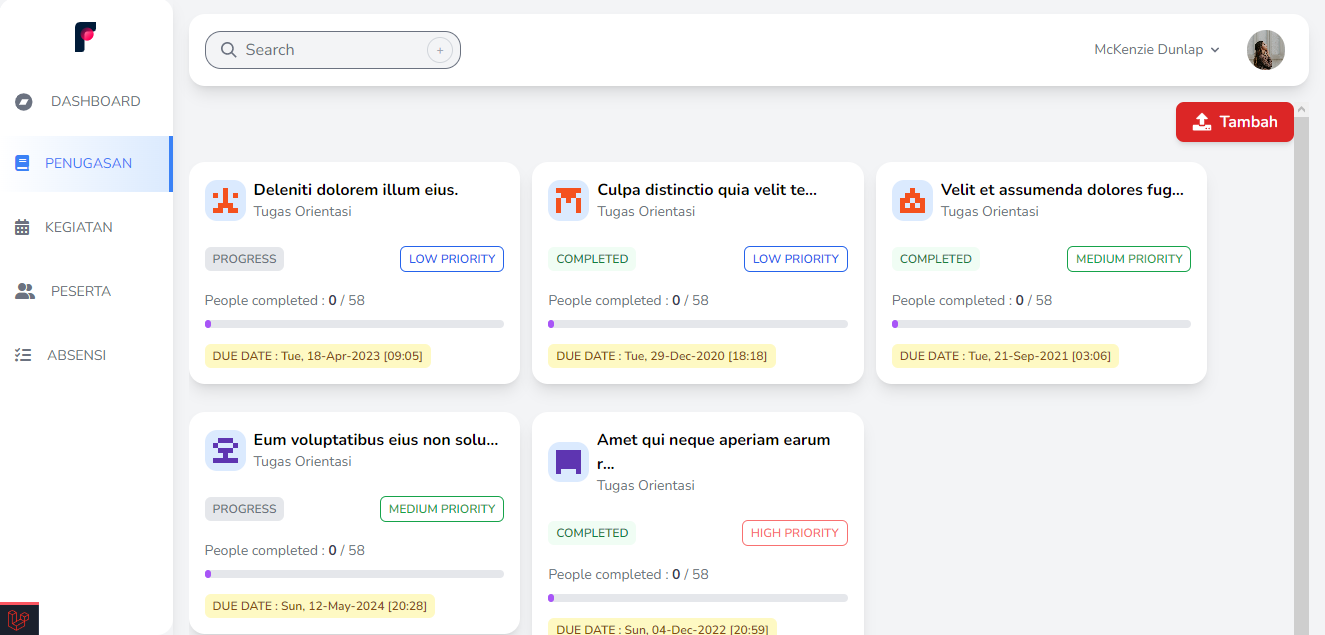 Search
+
McKenzie Dunlap
DASHBOARD
PENUGASAN
KEGIATAN
PESERTA
ABSENSI
Tambah
Deleniti dolorem illum eius.
Tugas Orientasi
PROGRESS
LOW PRIORITY
People completed : 0 / 58
DUE DATE : Tue, 18-Apr-2023 [09:05]
Culpa distinctio quia velit te...
Tugas Orientasi
COMPLETED
LOW PRIORITY
People completed : 0 / 58
DUE DATE : Tue, 29-Dec-2020 [18:18]
Velit et assumenda dolores fug...
Tugas Orientasi
COMPLETED
MEDIUM PRIORITY
People completed : 0 / 58
DUE DATE : Tue, 21-Sep-2021 [03:06]
Eum voluptatibus eius non solu...
Tugas Orientasi
PROGRESS
MEDIUM PRIORITY
People completed : 0 / 58
DUE DATE : Sun, 12-May-2024 [20:28]
Amet qui neque aperiam earum
r...
Tugas Orientasi
COMPLETED
HIGH PRIORITY
People completed : 0 / 58
DUE DATE : Sun, 04-Dec-2022 [20:59]